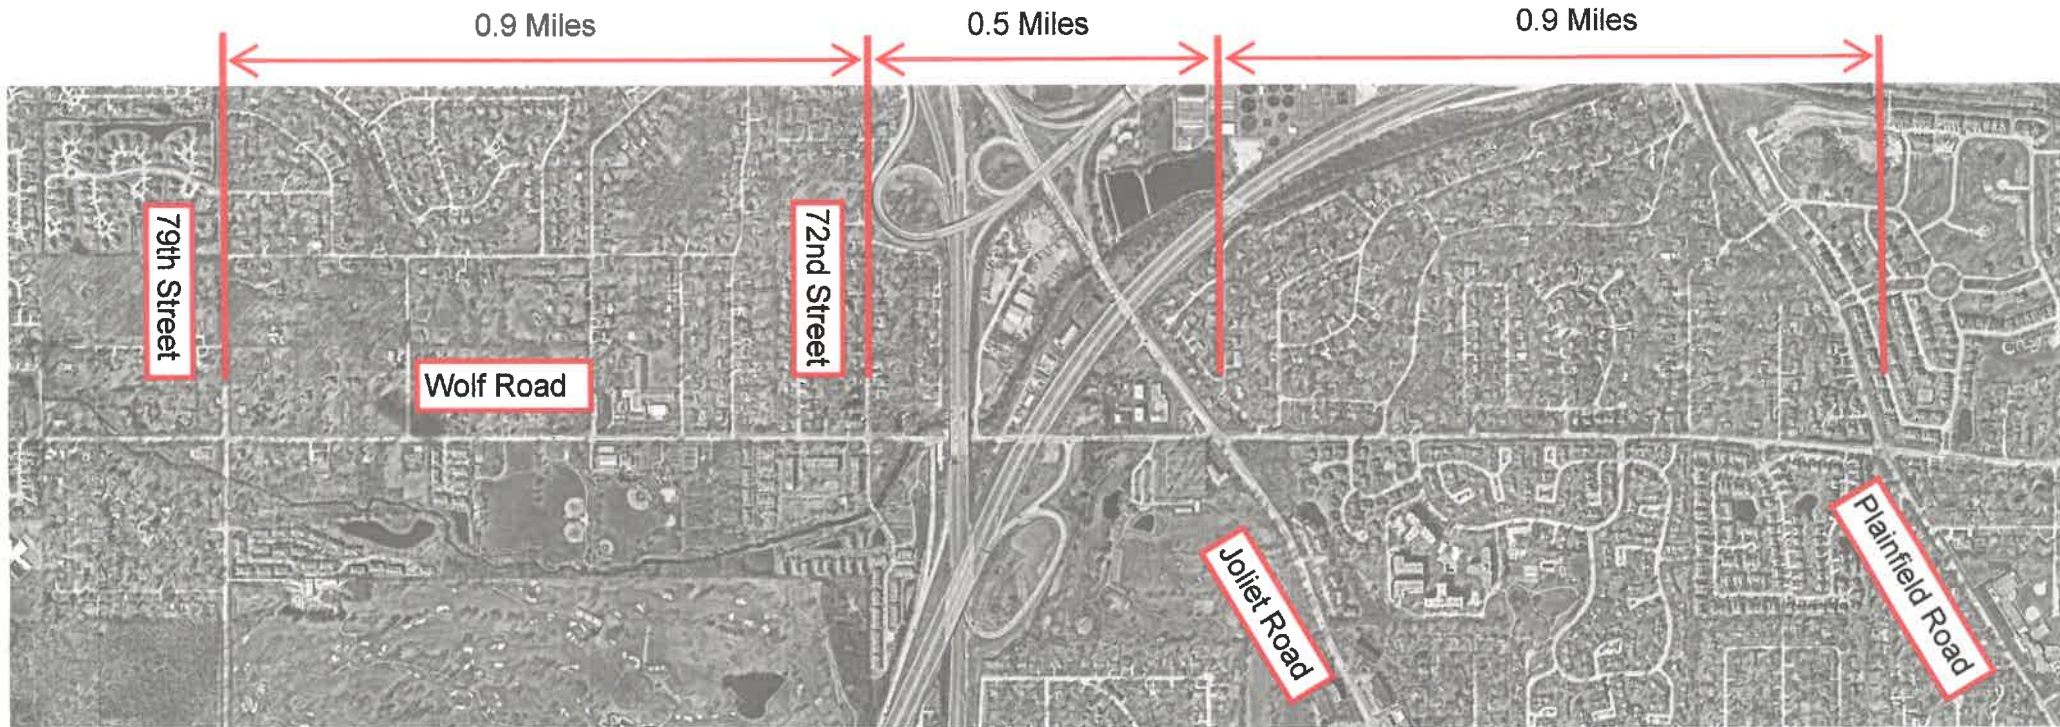 0.9 Miles
0.5 Miles
0.9 Miles
79th Street
72nd Street
Wolf Road
Joliet Road
Plainfield Road